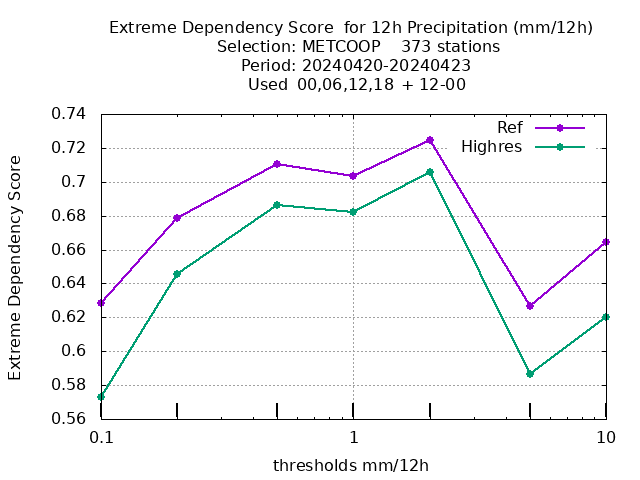 Extreme Dependency Score  for 12h Precipitation (mm/12h)
Selection: METCOOP    373 stations
Period: 20240420-20240423
Used  00,06,12,18 + 12-00
Ref
Highres
Extreme Dependency Score
0.74
0.72
0.7
0.68
0.66
0.64
0.62
0.6
0.58
0.56
0.1
1
10
thresholds mm/12h